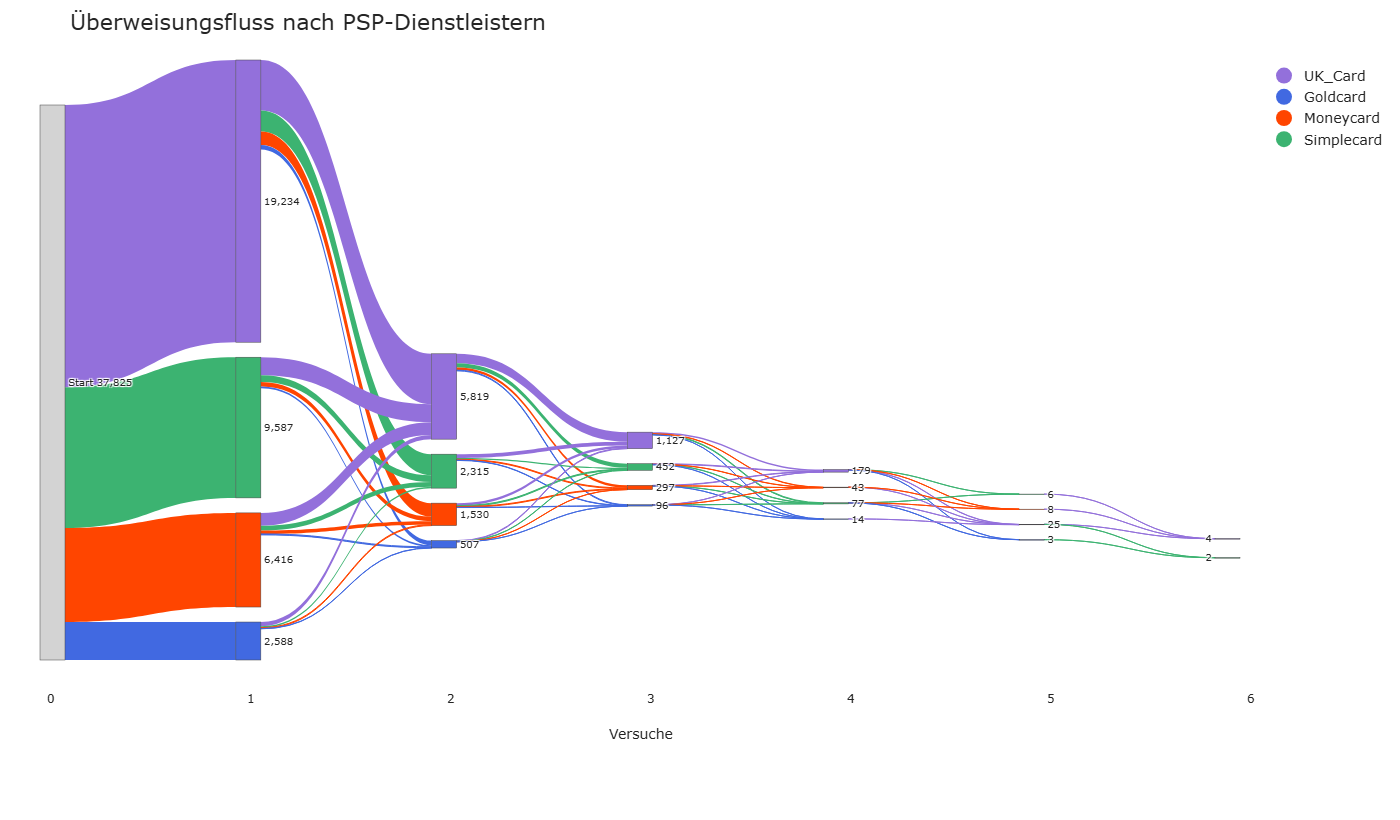 Überweisungsfluss nach PSP-Dienstleistern
UK_Card
Goldcard
Moneycard
Simplecard
Start 37,825
19,234
9,587
6,416
2,588
5,819
2,315
1,530
507
1,127
452
297
96
179
43
77
14
6
8
25
3
4
2
0 1 2 3 4 5 6
Versuche